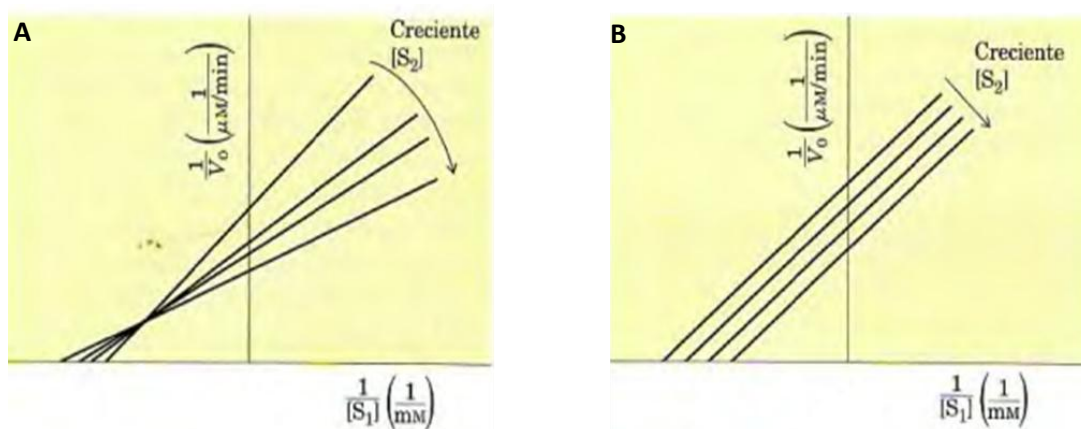 A
Creciente
[S₂]
1/V₀ (1/μM/min)
1/[S₁] (1/mM)
B
Creciente
[S₂]
1/V₀ (1/μM/min)
1/[S₁] (1/mM)